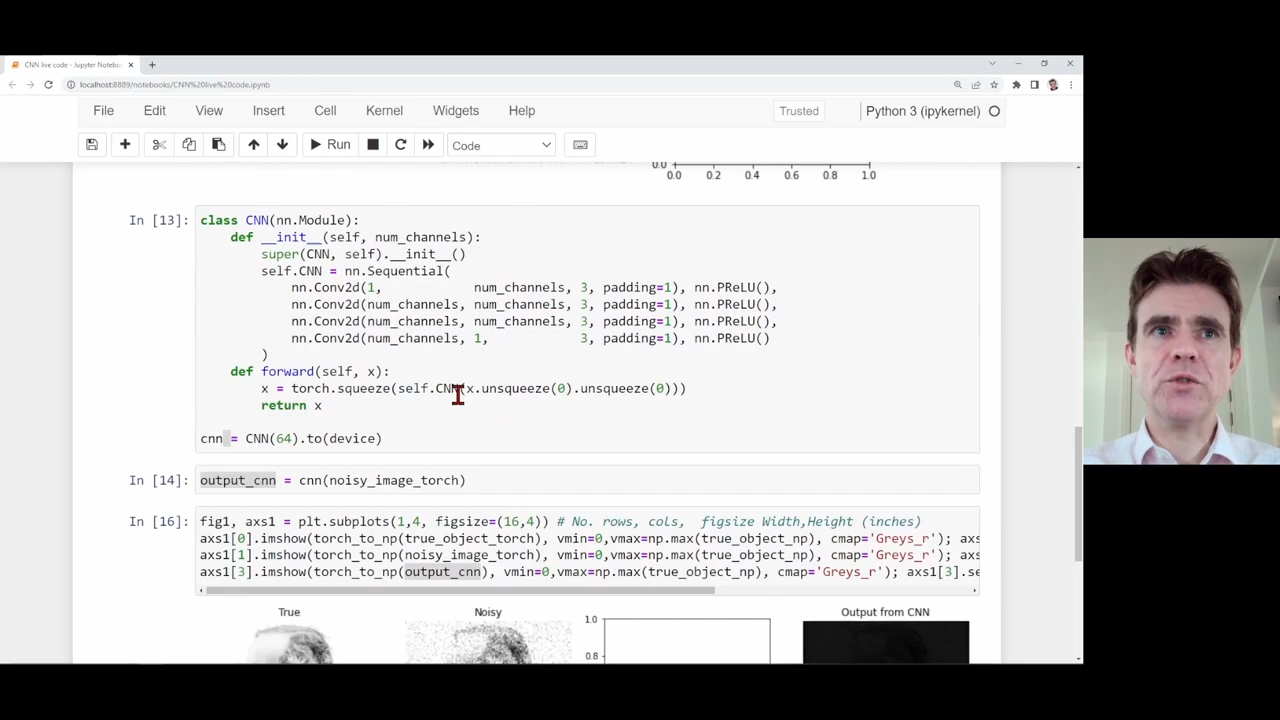 CNN live code - Jupyter Notebo
localhost:8889/notebooks/CNN%20live%20code.ipynb
File Edit View Insert Cell Kernel Widgets Help Trusted Python 3 (ipykernel)
Run Code
0.0
0.0 0.2 0.4 0.6 0.8 1.0
In [13]: class CNN(nn.Module):
def __init__(self, num_channels):
super(CNN, self).__init__()
self.CNN = nn.Sequential(
nn.Conv2d(1, num_channels, 3, padding=1), nn.PReLU(),
nn.Conv2d(num_channels, num_channels, 3, padding=1), nn.PReLU(),
nn.Conv2d(num_channels, num_channels, 3, padding=1), nn.PReLU(),
nn.Conv2d(num_channels, 1, 3, padding=1), nn.PReLU()
)
def forward(self, x):
x = torch.squeeze(self.CNN(x.unsqueeze(0).unsqueeze(0)))
return x
cnn = CNN(64).to(device)
In [14]: output_cnn = cnn(noisy_image_torch)
In [16]: fig1, axs1 = plt.subplots(1,4, figsize=(16,4)) # No. rows, cols, figsize Width,Height (inches)
axs1[0].imshow(torch_to_np(true_object_torch), vmin=0,vmax=np.max(true_object_np), cmap='Greys_r'); axs
axs1[1].imshow(torch_to_np(noisy_image_torch), vmin=0,vmax=np.max(true_object_np), cmap='Greys_r'); axs
axs1[3].imshow(torch_to_np(output_cnn), vmin=0,vmax=np.max(true_object_np), cmap='Greys_r'); axs1[3].se
True Noisy 1.0 Output from CNN
0.8